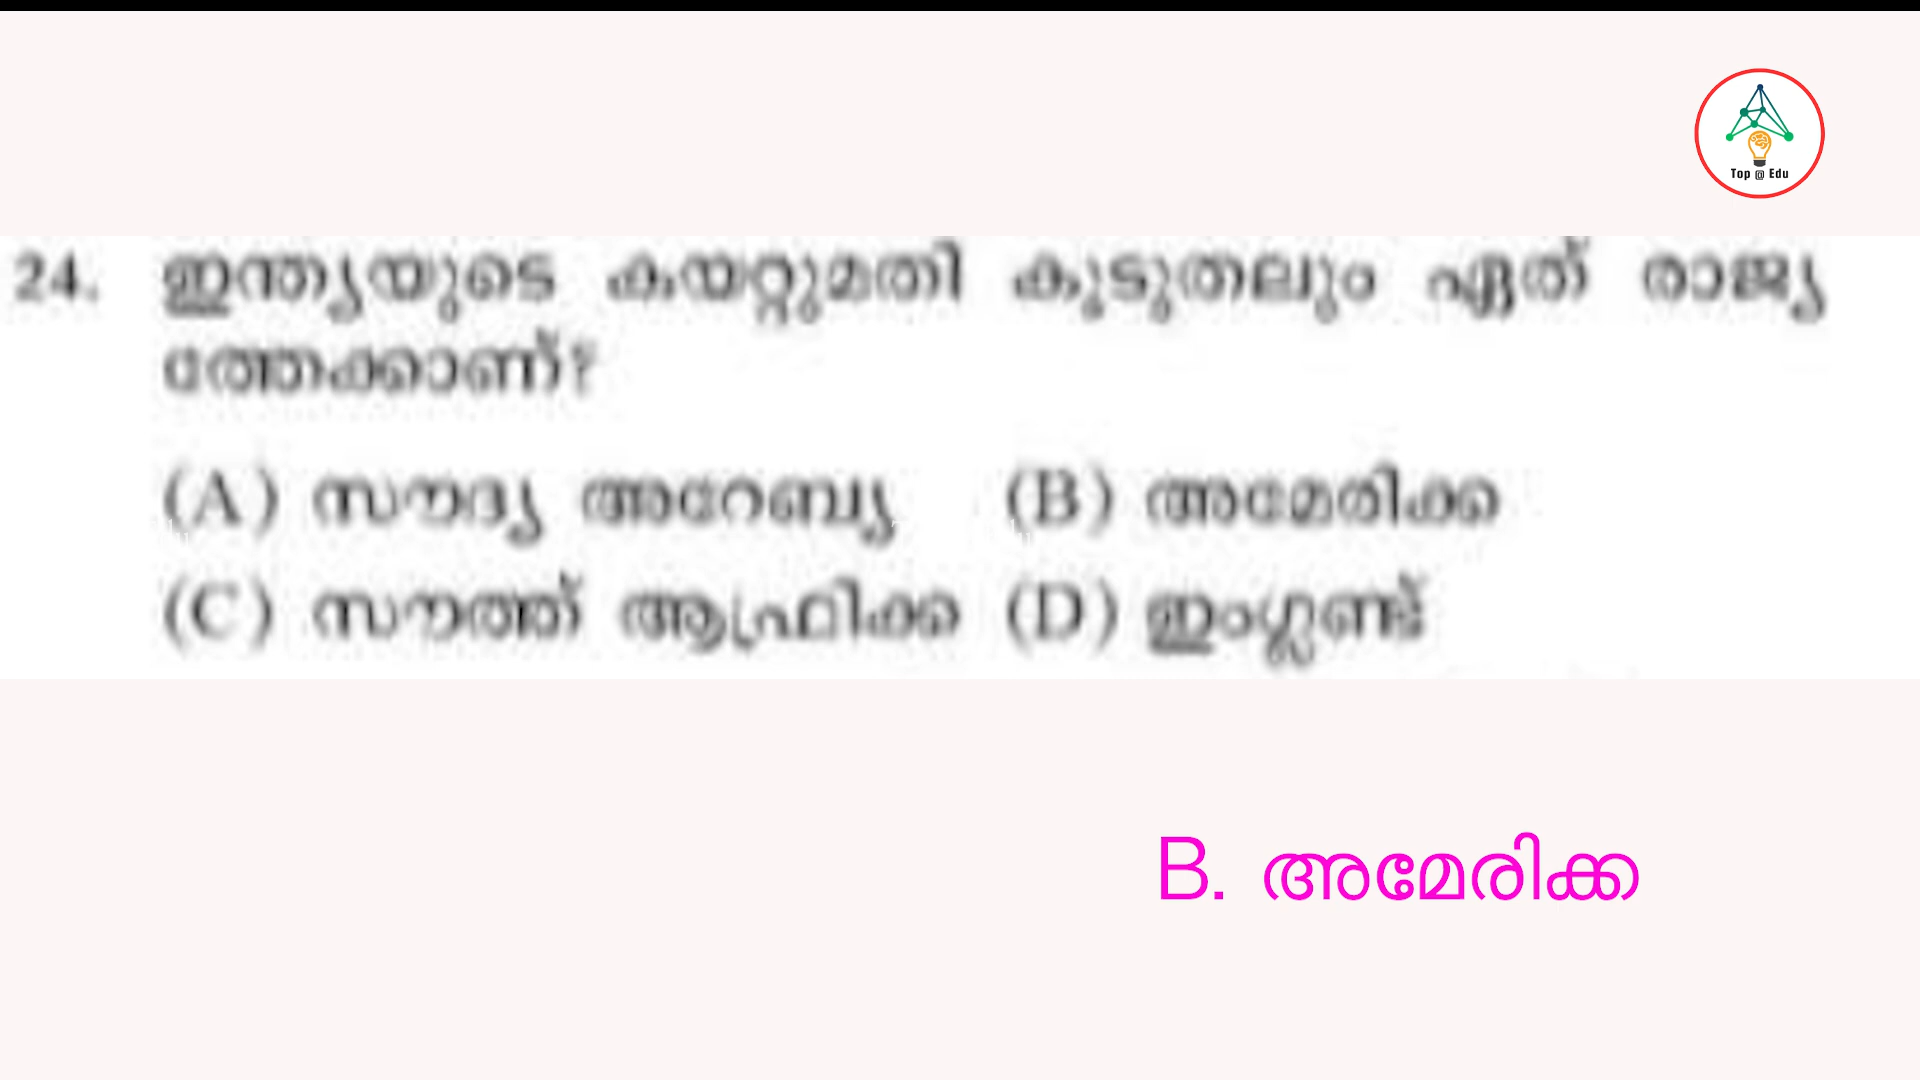 Top @ Edu
24. ഇന്ത്യയുടെ കയറ്റുമതി കൂടുതലും ഏത് രാജ്യ
ത്തേക്കാണ്?
(A) സൗദ്യ അറേബ്യ (B) അമേരിക്ക
(C) സൗത്ത് ആഫ്രിക്ക (D) ഇംഗ്ലണ്ട്
B. അമേരിക്ക